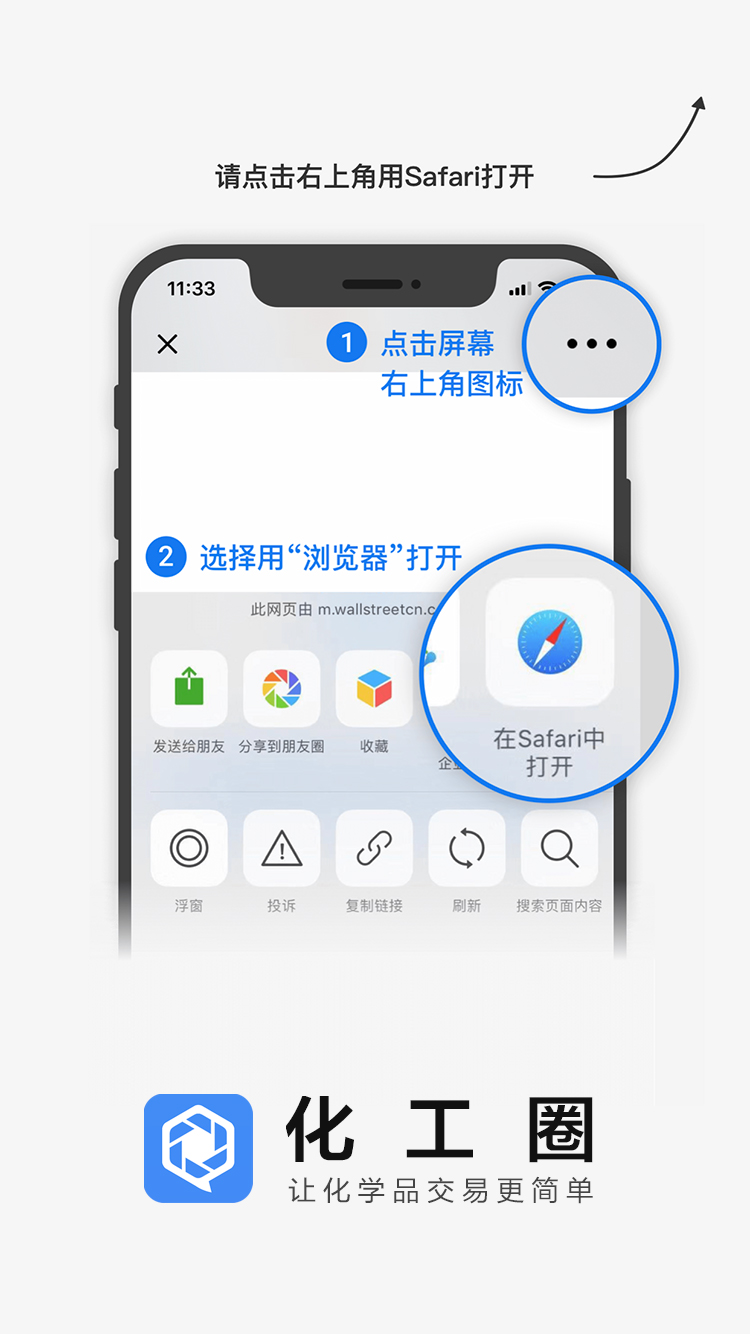 请点击右上角用Safari打开
11:33
1 点击屏幕
右上角图标
2 选择用“浏览器”打开
此网页由 m.wallstreetcn.c
发送给朋友 分享到朋友圈 收藏 企业 在Safari中
打开
浮窗 投诉 复制链接 刷新 搜索页面内容
化工圈
让化学品交易更简单